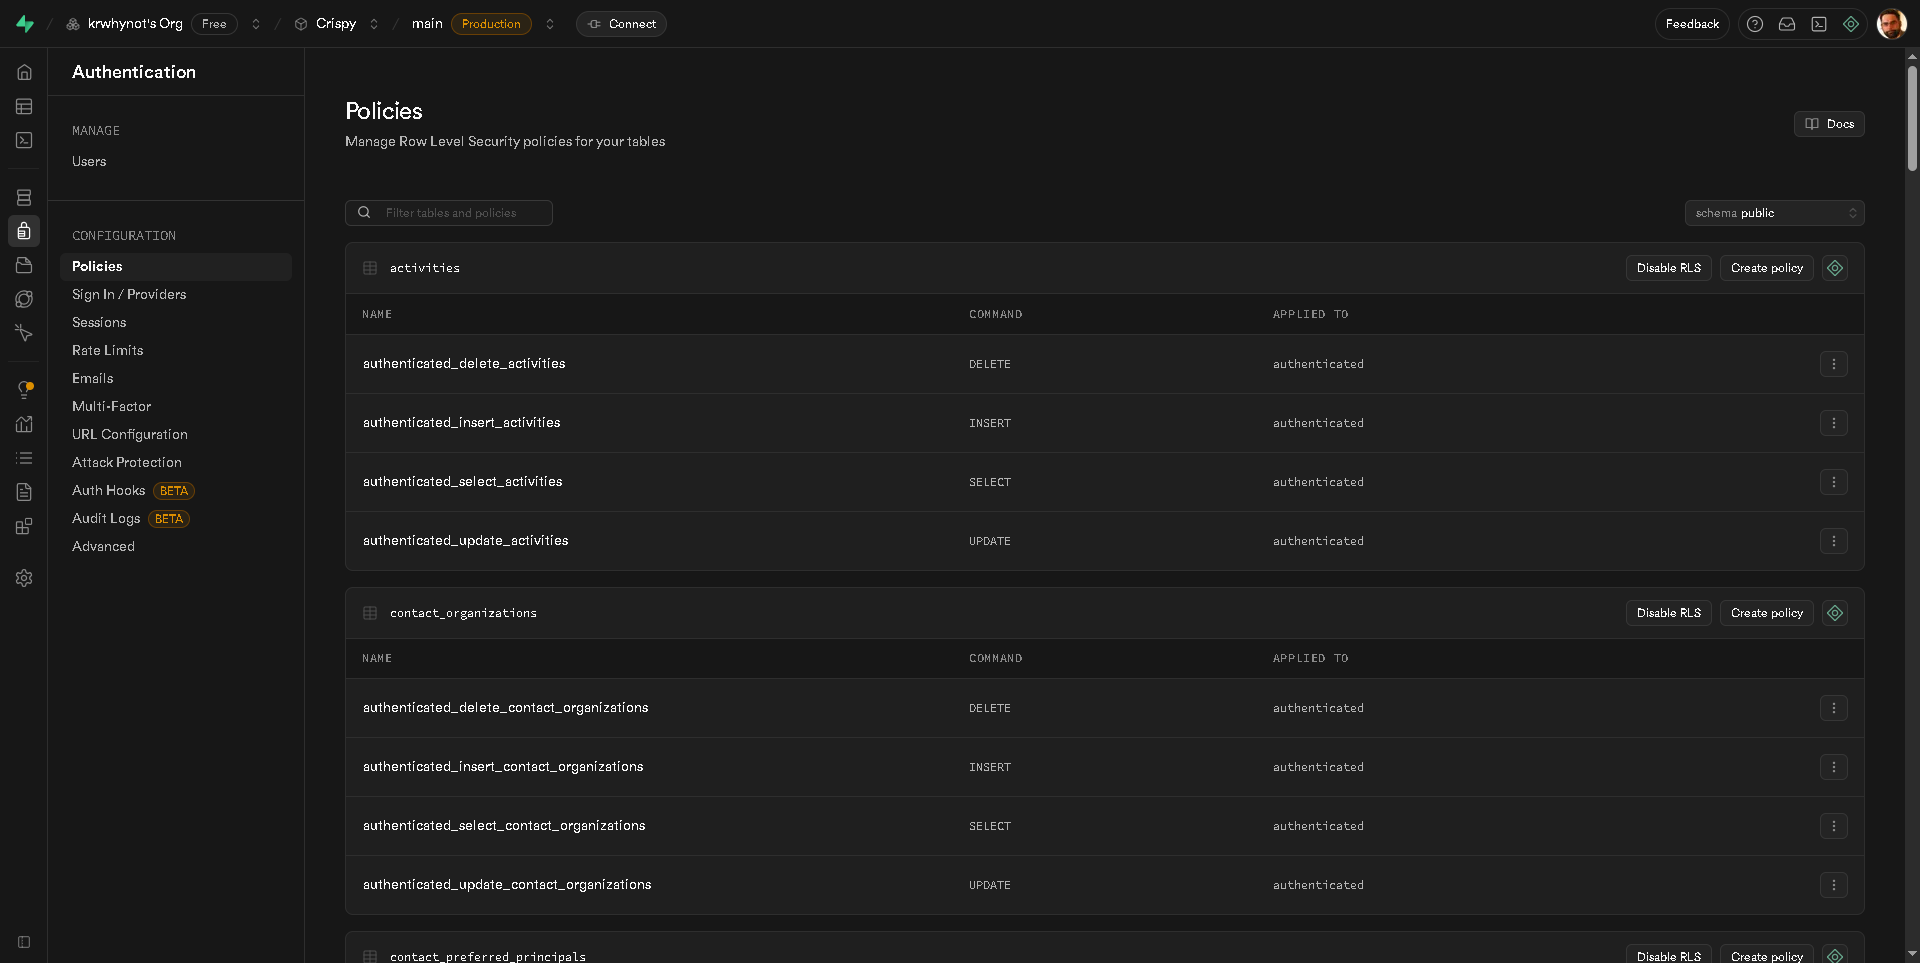 krwhynot's Org Free Crispy main Production Connect Feedback
Authentication
MANAGE
Users
CONFIGURATION
Policies
Sign In / Providers
Sessions
Rate Limits
Emails
Multi-Factor
URL Configuration
Attack Protection
Auth Hooks BETA
Audit Logs BETA
Advanced
Policies
Manage Row Level Security policies for your tables
Docs
Filter tables and policies
schema public
activities Disable RLS Create policy
NAME COMMAND APPLIED TO
authenticated_delete_activities DELETE authenticated
authenticated_insert_activities INSERT authenticated
authenticated_select_activities SELECT authenticated
authenticated_update_activities UPDATE authenticated
contact_organizations Disable RLS Create policy
NAME COMMAND APPLIED TO
authenticated_delete_contact_organizations DELETE authenticated
authenticated_insert_contact_organizations INSERT authenticated
authenticated_select_contact_organizations SELECT authenticated
authenticated_update_contact_organizations UPDATE authenticated
contact_preferred_principals Disable RLS Create policy